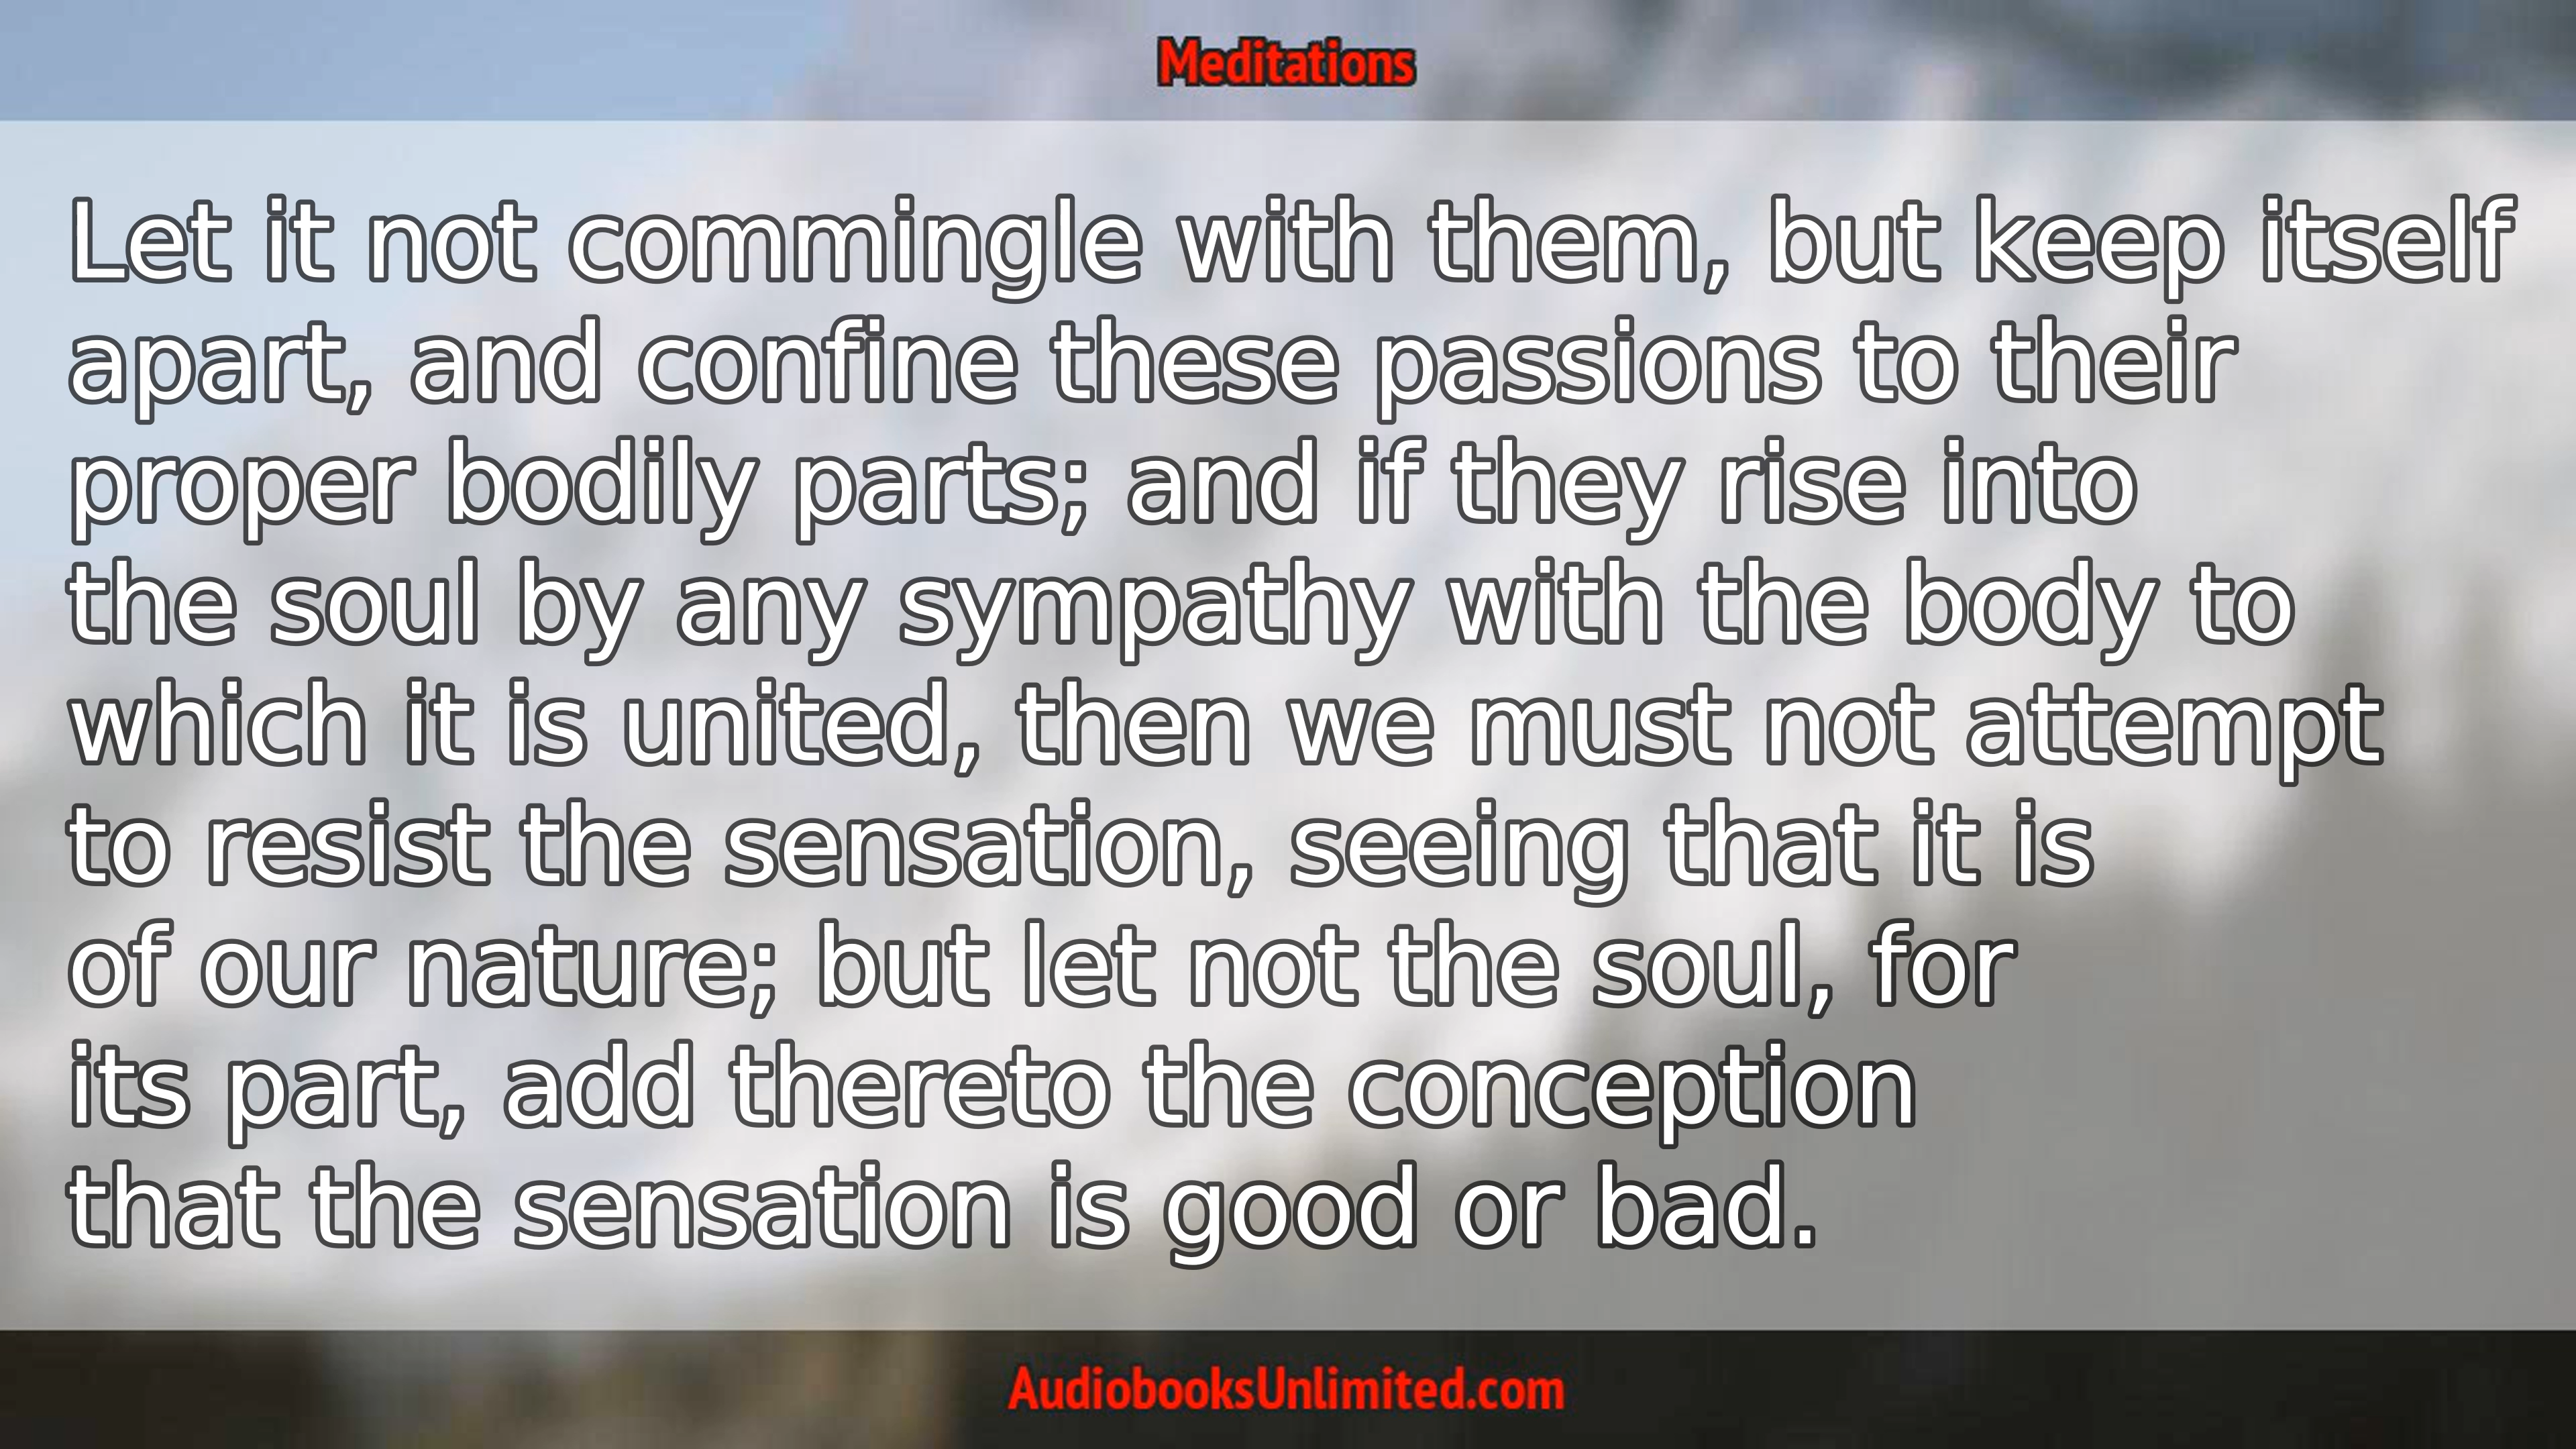 Meditations
Let it not commingle with them, but keep itself
apart, and confine these passions to their
proper bodily parts; and if they rise into
the soul by any sympathy with the body to
which it is united, then we must not attempt
to resist the sensation, seeing that it is
of our nature; but let not the soul, for
its part, add thereto the conception
that the sensation is good or bad.
AudiobooksUnlimited.com